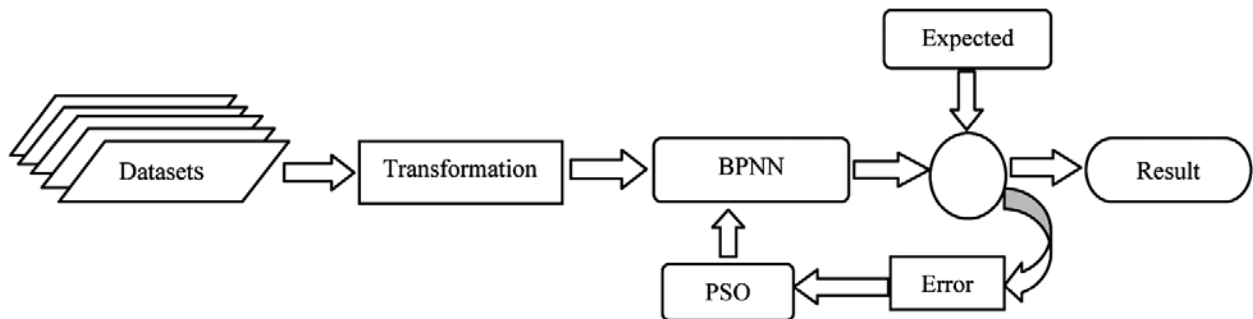 Expected
Datasets
Transformation
BPNN
Result
PSO
Error